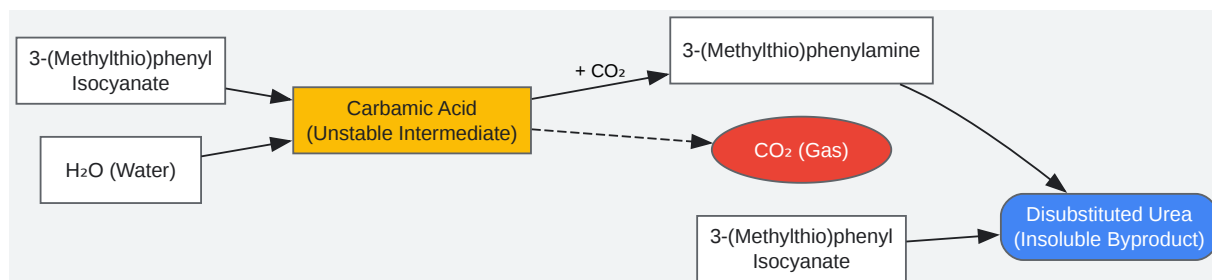 3-(Methylthio)phenyl
Isocyanate
H₂O (Water)
Carbamic Acid
(Unstable Intermediate)
+ CO₂
3-(Methylthio)phenylamine
CO₂ (Gas)
3-(Methylthio)phenyl
Isocyanate
Disubstituted Urea
(Insoluble Byproduct)